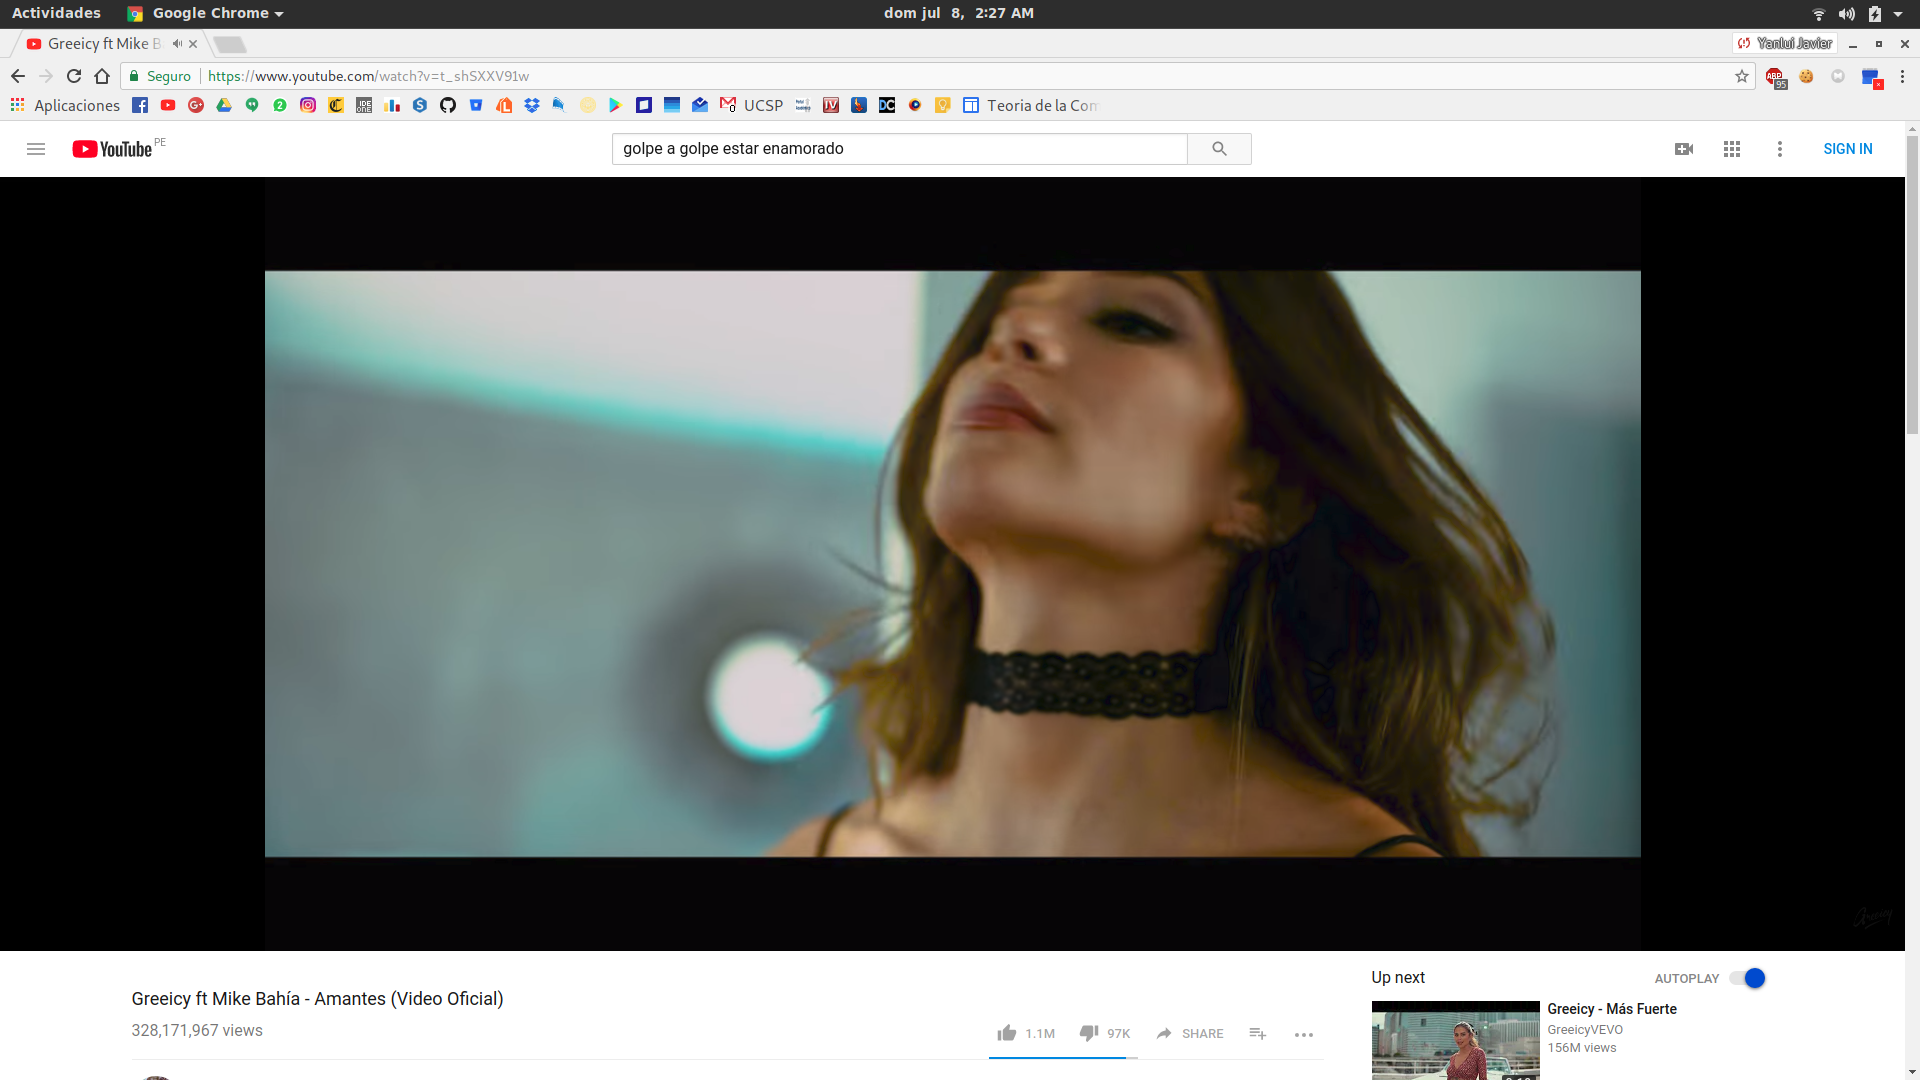 Actividades Google Chrome dom jul 8, 2:27 AM
Greeicy ft Mike B Yanlui Javier
Seguro https://www.youtube.com/watch?v=t_shSXXV91w ABP 95
Aplicaciones UCSP Teoria de la Com
YouTube PE golpe a golpe estar enamorado SIGN IN
Greeicy
Up next AUTOPLAY
Greeicy ft Mike Bahía - Amantes (Video Oficial)
328,171,967 views
1.1M 97K SHARE
Greeicy - Más Fuerte
GreeicyVEVO
156M views